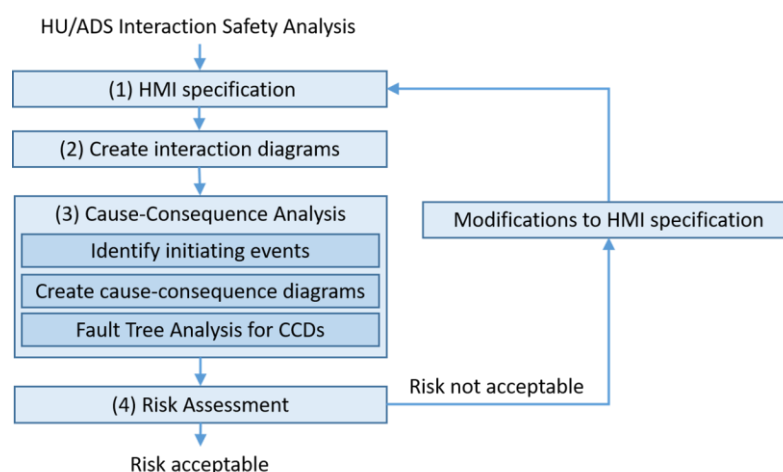 HU/ADS Interaction Safety Analysis
(1) HMI specification
(2) Create interaction diagrams
(3) Cause-Consequence Analysis
Identify initiating events
Create cause-consequence diagrams
Fault Tree Analysis for CCDs
Modifications to HMI specification
(4) Risk Assessment
Risk not acceptable
Risk acceptable